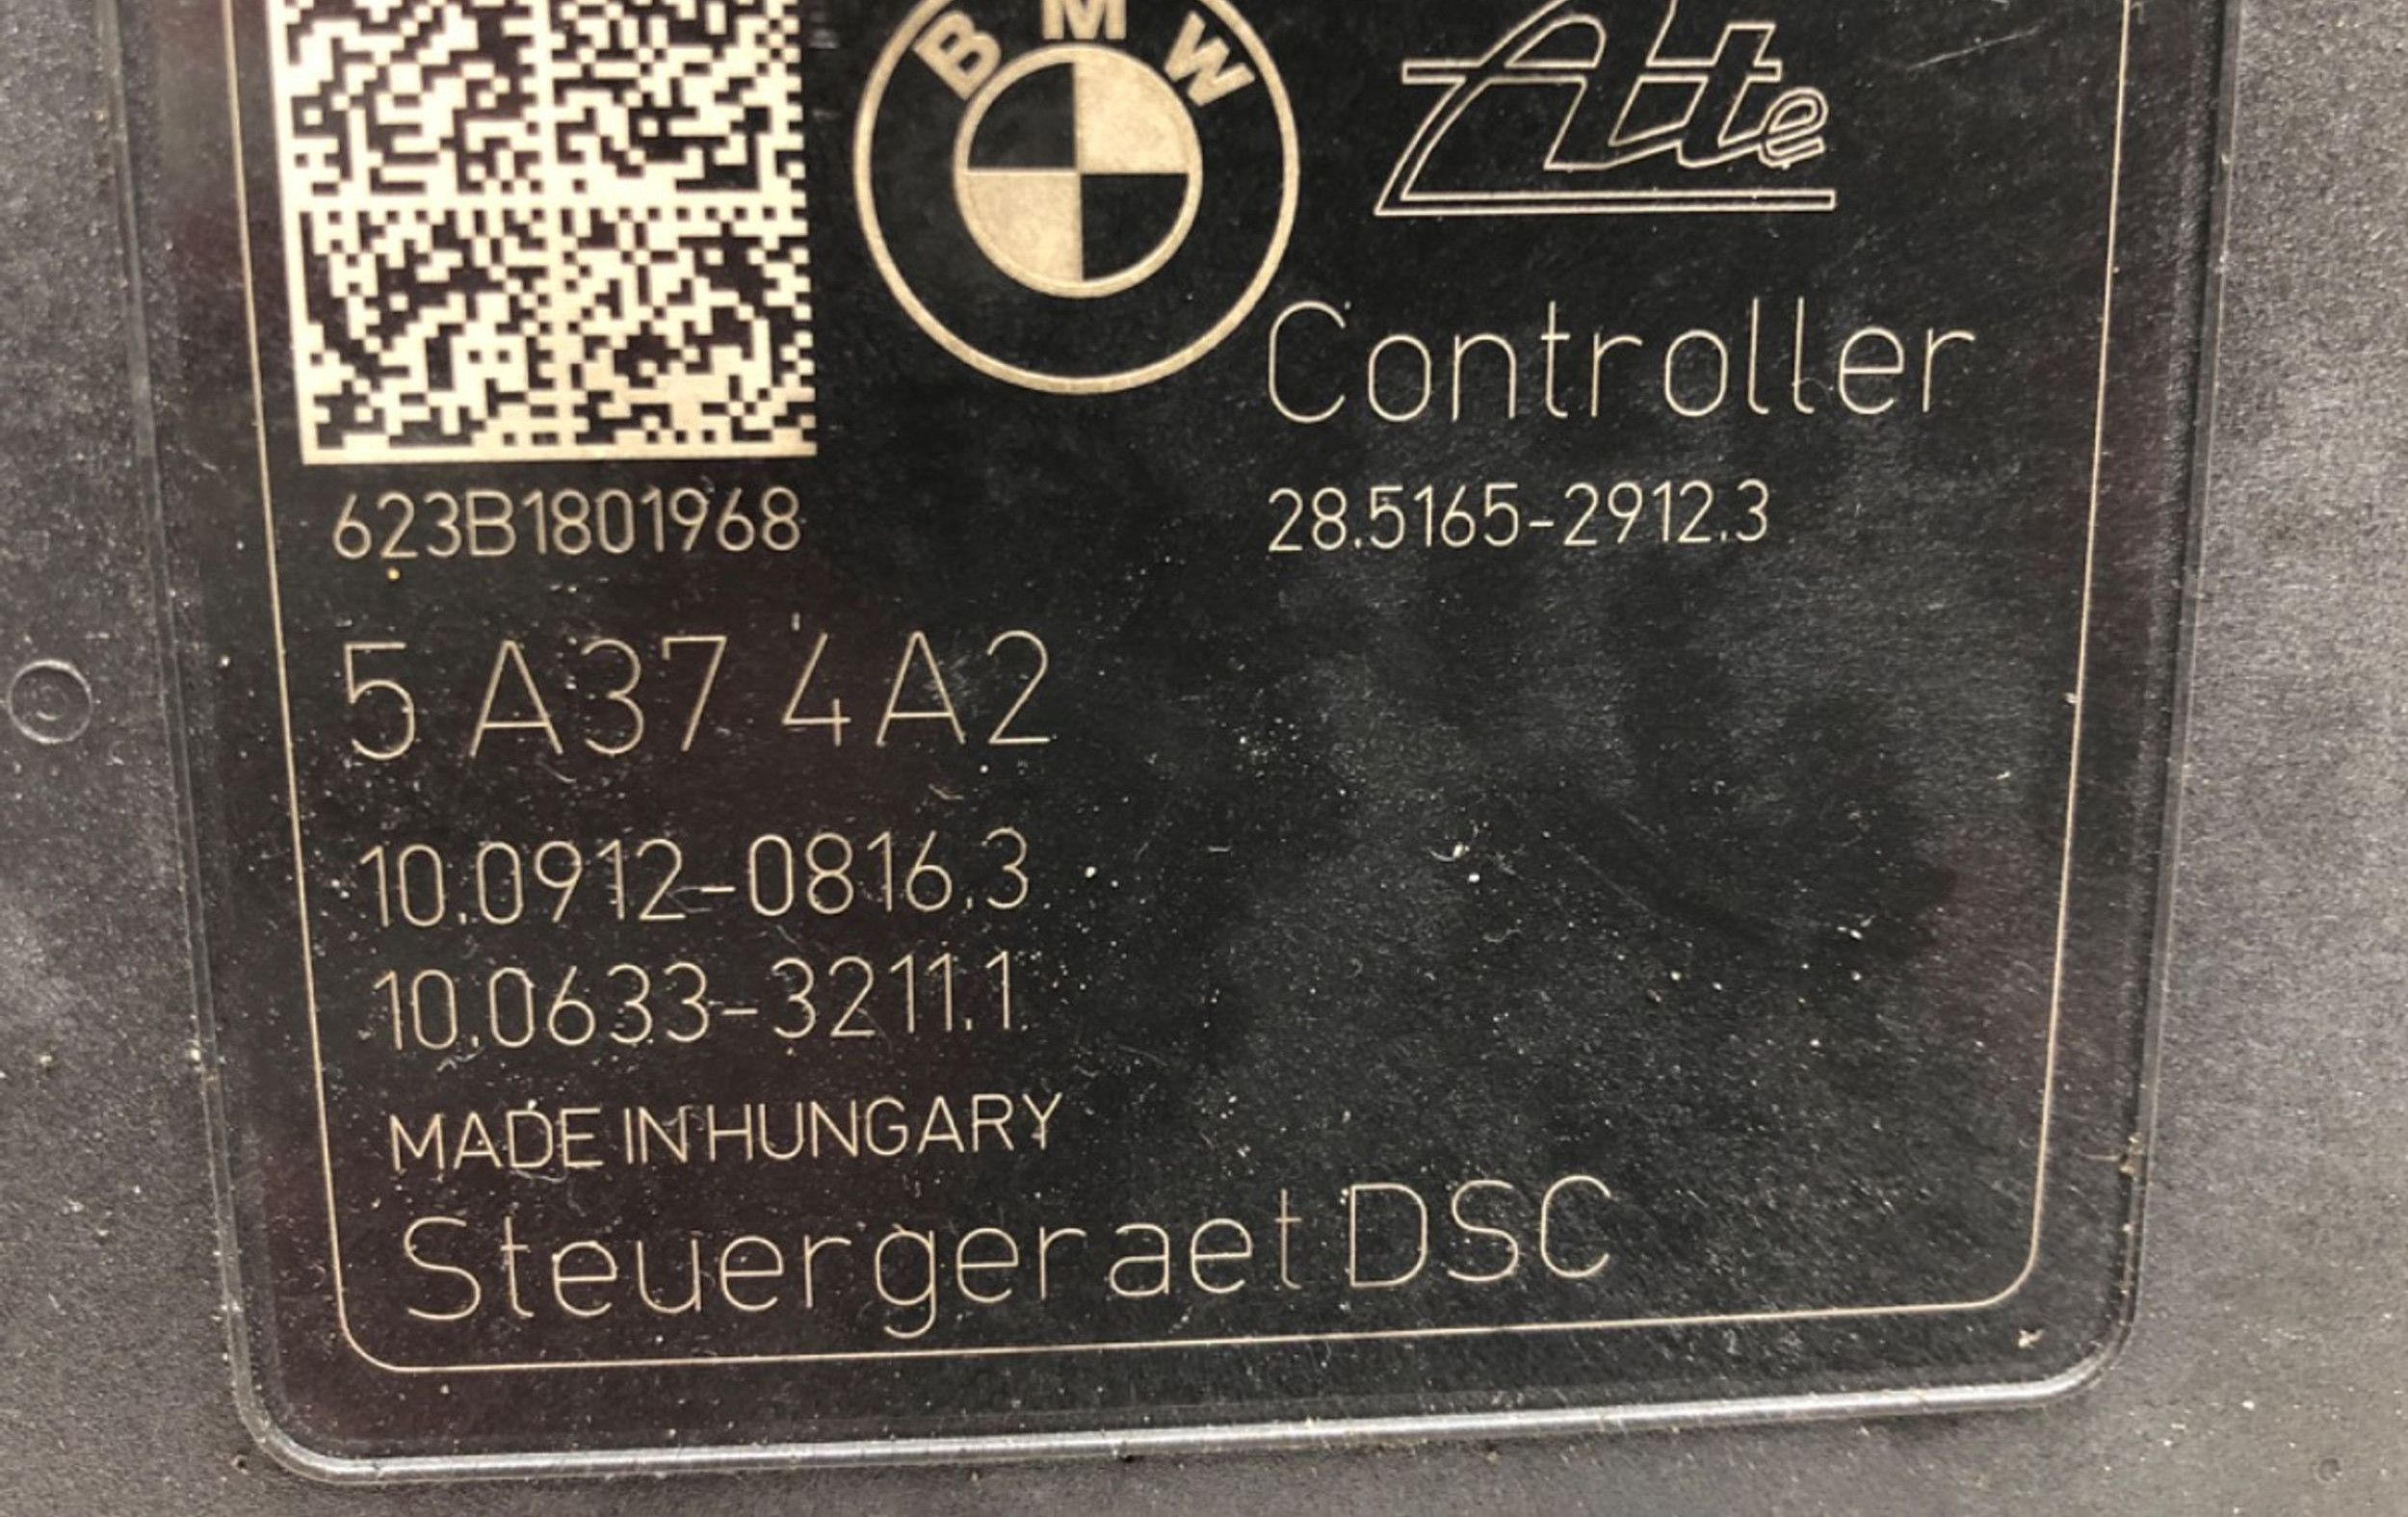 BMW
Ate
Controller
623B1801968
28.5165-2912.3
5 A37 4A2
10.0912-0816.3
10.0633-3211.1
MADE IN HUNGARY
Steuergeraet DSC